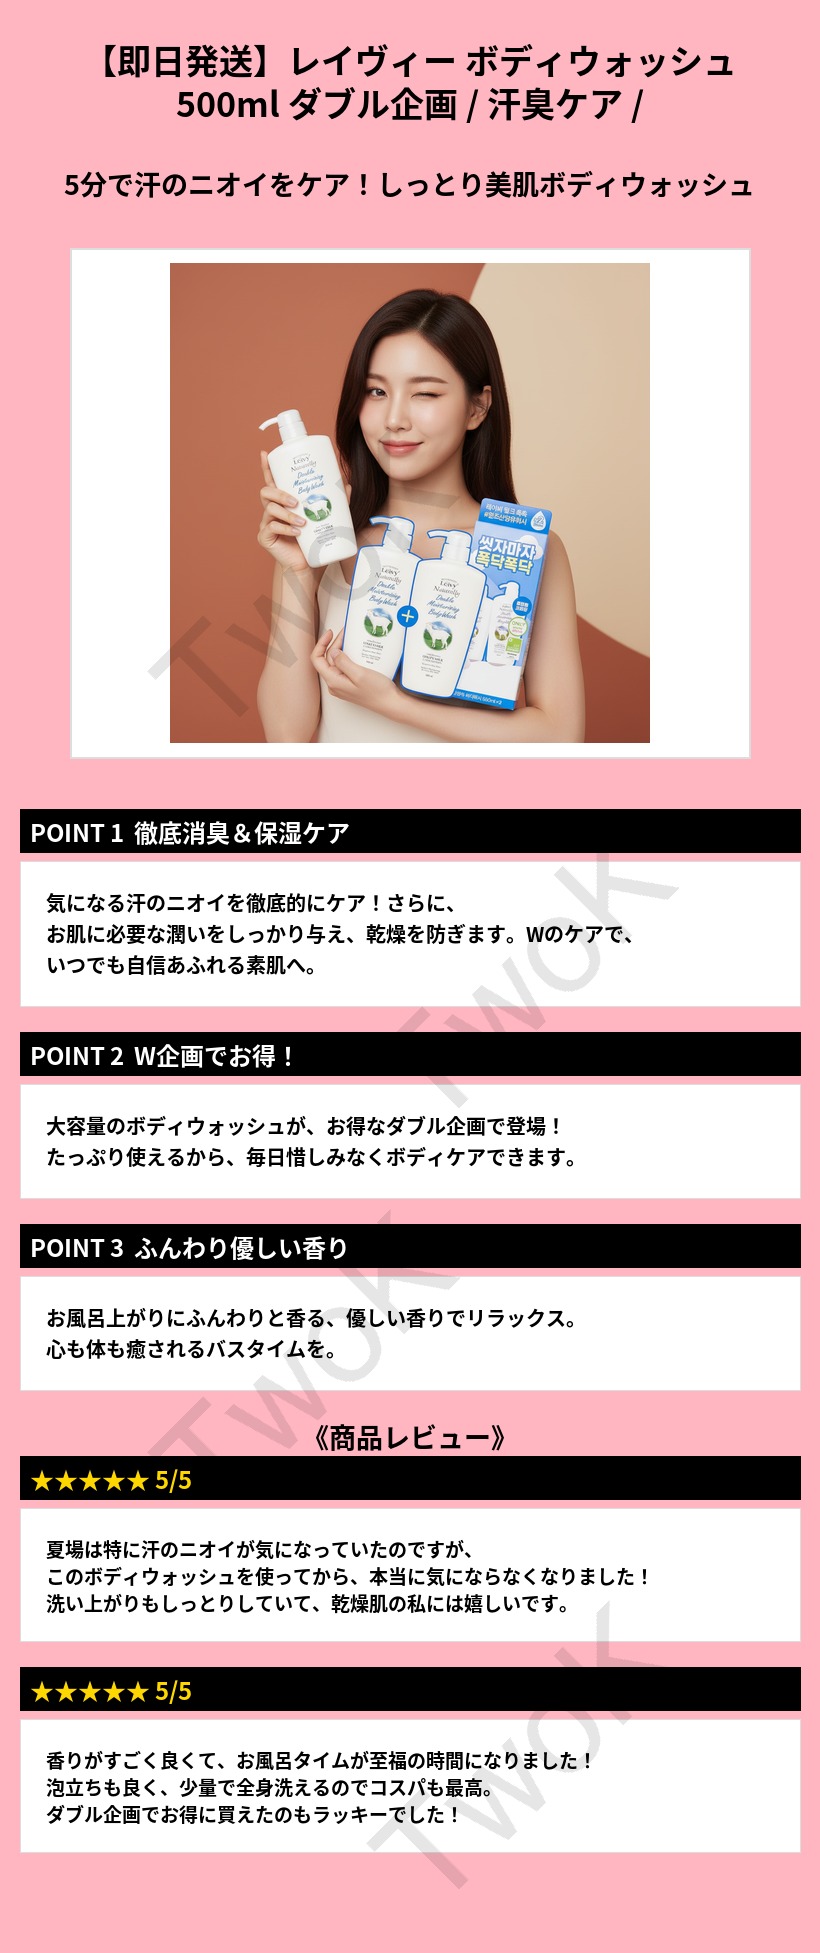 【即日発送】レイヴィー ボディウォッシュ
500ml ダブル企画 / 汗臭ケア /
5分で汗のニオイをケア！しっとり美肌ボディウォッシュ
Leivy
Naturally
Double
Moisturising
Body Wash
Leivy
Naturally
Double
Moisturising
Body Wash
+
Leivy
Naturally
Double
Moisturising
Body Wash
씻자마자
폭닥폭닥
ONLY
TwoK
POINT 1 徹底消臭＆保湿ケア
気になる汗のニオイを徹底的にケア！さらに、
お肌に必要な潤いをしっかり与え、乾燥を防ぎます。Wのケアで、
いつでも自信あふれる素肌へ。
TwoK
POINT 2 W企画でお得！
大容量のボディウォッシュが、お得なダブル企画で登場！
たっぷり使えるから、毎日惜しみなくボディケアできます。
POINT 3 ふんわり優しい香り
お風呂上がりにふんわりと香る、優しい香りでリラックス。
心も体も癒されるバスタイムを。
TwoK
《商品レビュー》
★★★★★ 5/5
夏場は特に汗のニオイが気になっていたのですが、
このボディウォッシュを使ってから、本当に気にならなくなりました！
洗い上がりもしっとりしていて、乾燥肌の私には嬉しいです。
★★★★★ 5/5
香りがすごく良くて、お風呂タイムが至福の時間になりました！
泡立ちも良く、少量で全身洗えるのでコスパも最高。
ダブル企画でお得に買えたのもラッキーでした！
TwoK